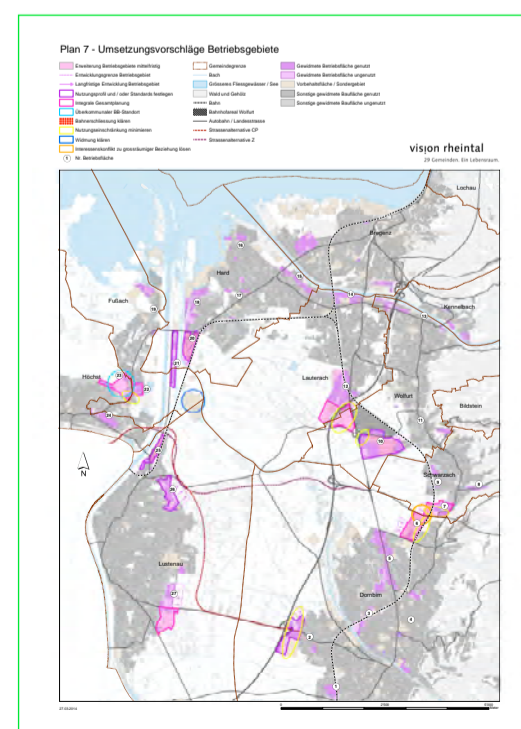 Plan 7 - Umsetzungsvorschläge Betriebsgebiete
Erweiterung Betriebsgebiete mittelfristig
Entwicklungsgrenze Betriebsgebiet
Langfristige Entwicklung Betriebsgebiet
Nutzungsprofil und / oder Standards festlegen
Integrale Gesamtplanung
Überkommunaler BB-Standort
Bahnerschliessung klären
Nutzungseinschränkung minimieren
Widmung klären
Interessenskonflikt zu grossräumiger Beziehung lösen
Nr. Betriebsfläche
Gemeindegrenze
Bach
Grösseres Fliessgewässer / See
Wald und Gehölz
Bahn
Bahnhofareal Wolfurt
Autobahn / Landesstrasse
Strassenalternative CP
Strassenalternative Z
Gewidmete Betriebsfläche genutzt
Gewidmete Betriebsfläche ungenutzt
Vorbehaltsfläche / Sondergebiet
Sonstige gewidmete Baufläche genutzt
Sonstige gewidmete Baufläche ungenutzt
vision rheintal
29 Gemeinden. Ein Lebensraum.
Lochau
Bregenz
Hard
Fußach
Kennelbach
Höchst
Lauterach
Wolfurt
Bildstein
Schwarzach
N
Lustenau
Dornbirn
27.03.2014
0